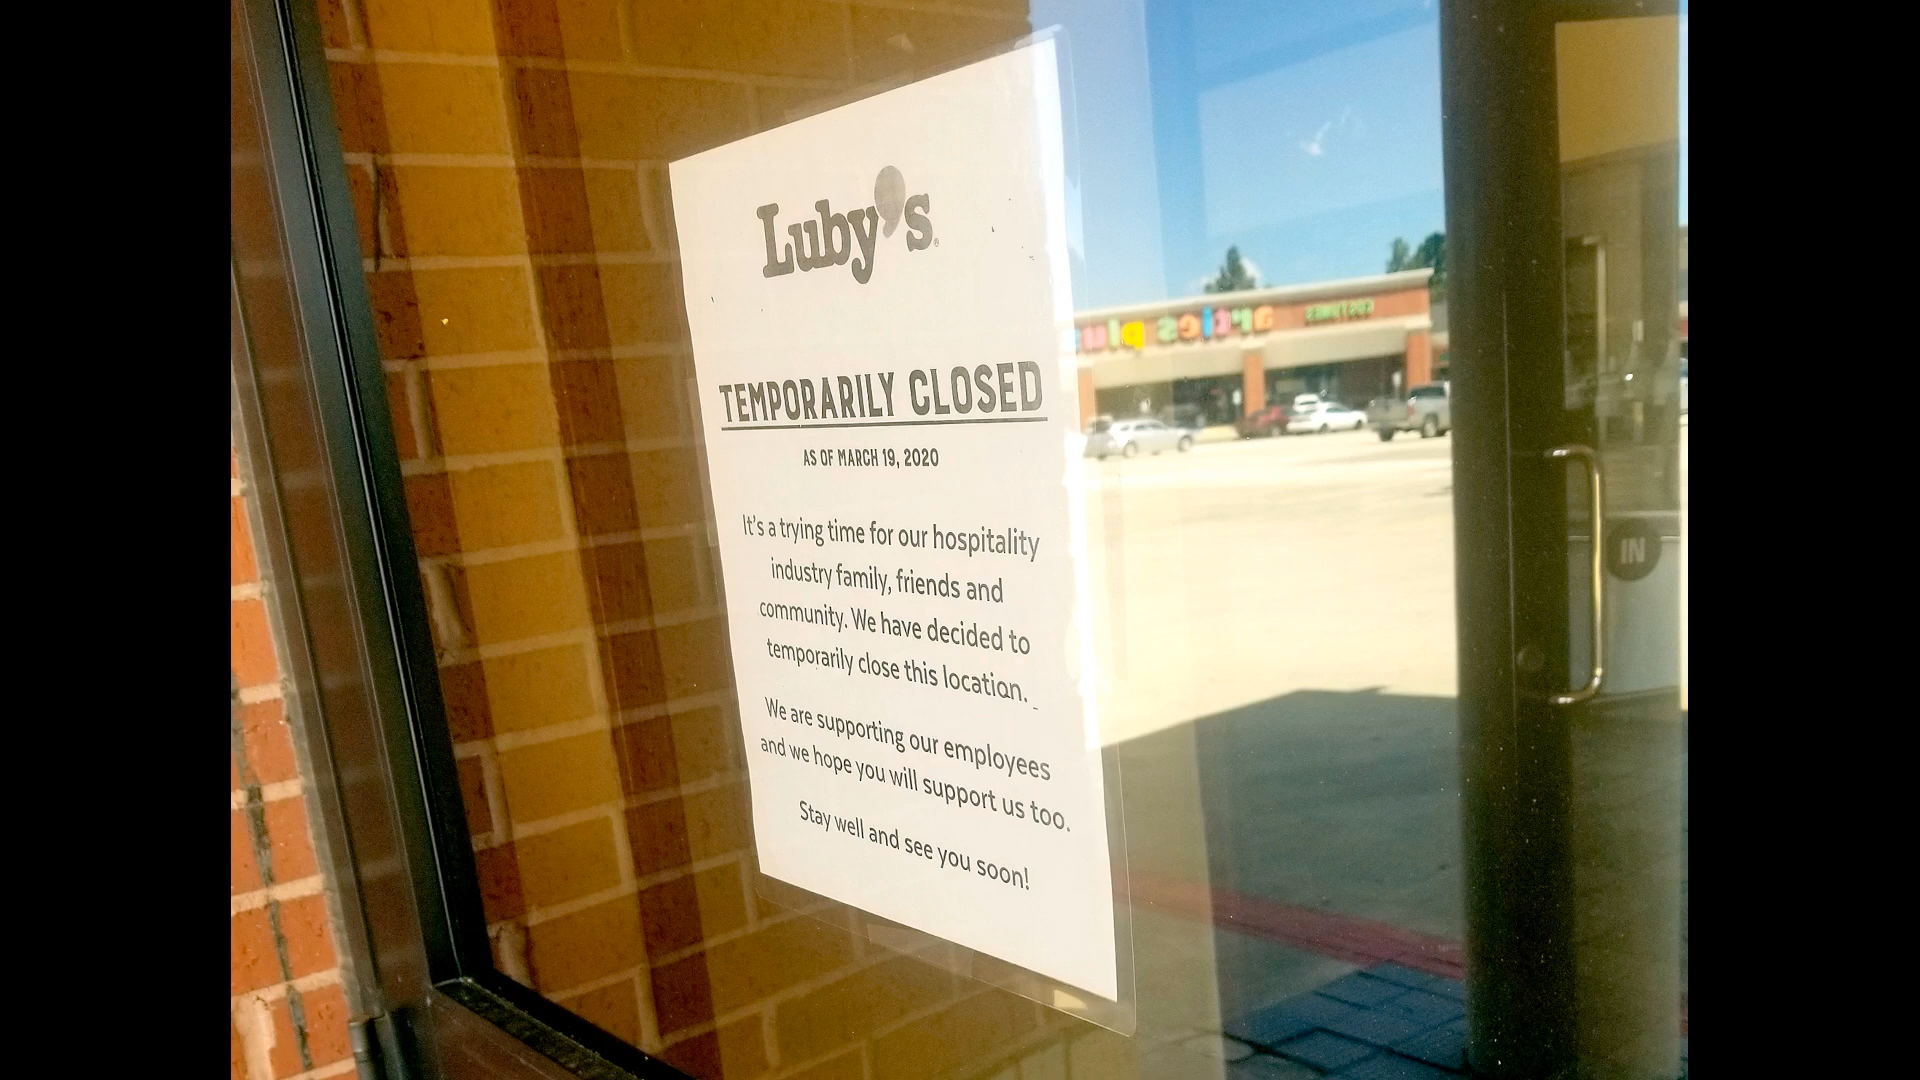 Luby's
TEMPORARILY CLOSED
AS OF MARCH 19, 2020
It's a trying time for our hospitality
industry family, friends and
community. We have decided to
temporarily close this location.
We are supporting our employees
and we hope you will support us too.
Stay well and see you soon!
IN